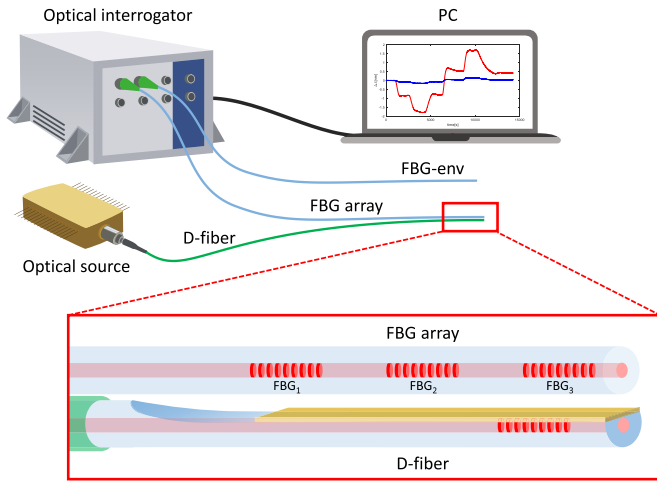 Optical interrogator
PC
FBG-env
FBG array
D-fiber
Optical source
FBG array
FBG₁
FBG₂
FBG₃
D-fiber